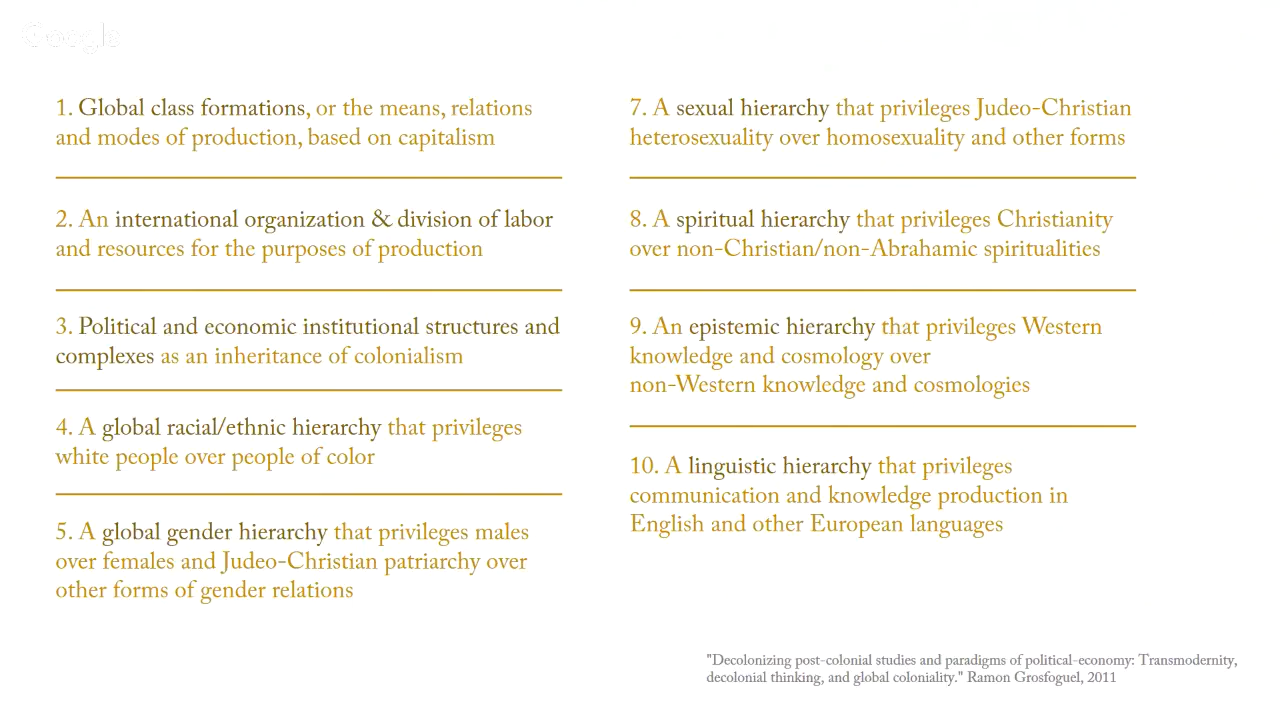 Google
1. Global class formations, or the means, relations
and modes of production, based on capitalism
2. An international organization & division of labor
and resources for the purposes of production
3. Political and economic institutional structures and
complexes as an inheritance of colonialism
4. A global racial/ethnic hierarchy that privileges
white people over people of color
5. A global gender hierarchy that privileges males
over females and Judeo-Christian patriarchy over
other forms of gender relations
7. A sexual hierarchy that privileges Judeo-Christian
heterosexuality over homosexuality and other forms
8. A spiritual hierarchy that privileges Christianity
over non-Christian/non-Abrahamic spiritualities
9. An epistemic hierarchy that privileges Western
knowledge and cosmology over
non-Western knowledge and cosmologies
10. A linguistic hierarchy that privileges
communication and knowledge production in
English and other European languages
"Decolonizing post-colonial studies and paradigms of political-economy: Transmodernity,
decolonial thinking, and global coloniality." Ramon Grosfoguel, 2011